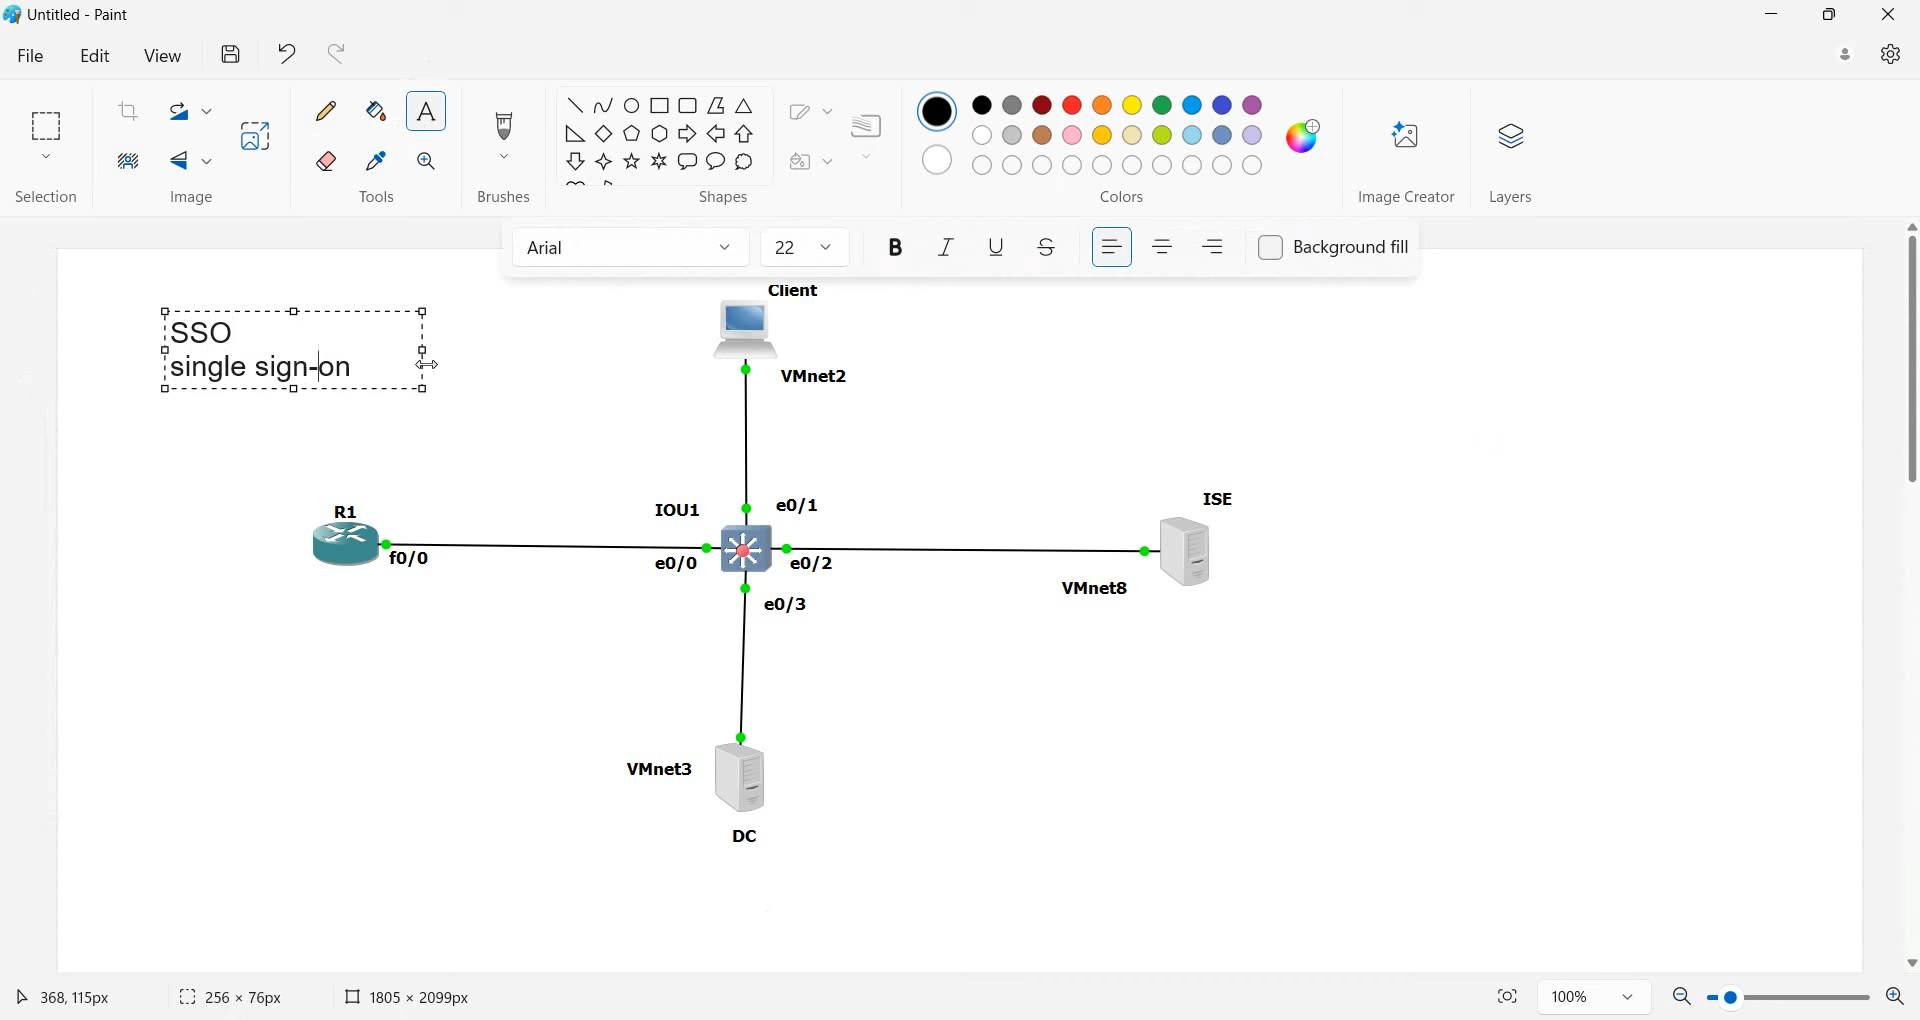 Untitled - Paint
File Edit View
Selection Image Tools Brushes Shapes Colors Image Creator Layers
Arial 22 B I U S Background fill
Client
SSO
single sign-on
VMnet2
R1 IOU1 e0/1 ISE
f0/0 e0/0 e0/2
VMnet8
e0/3
VMnet3
DC
368, 115px 256 × 76px 1805 × 2099px 100%